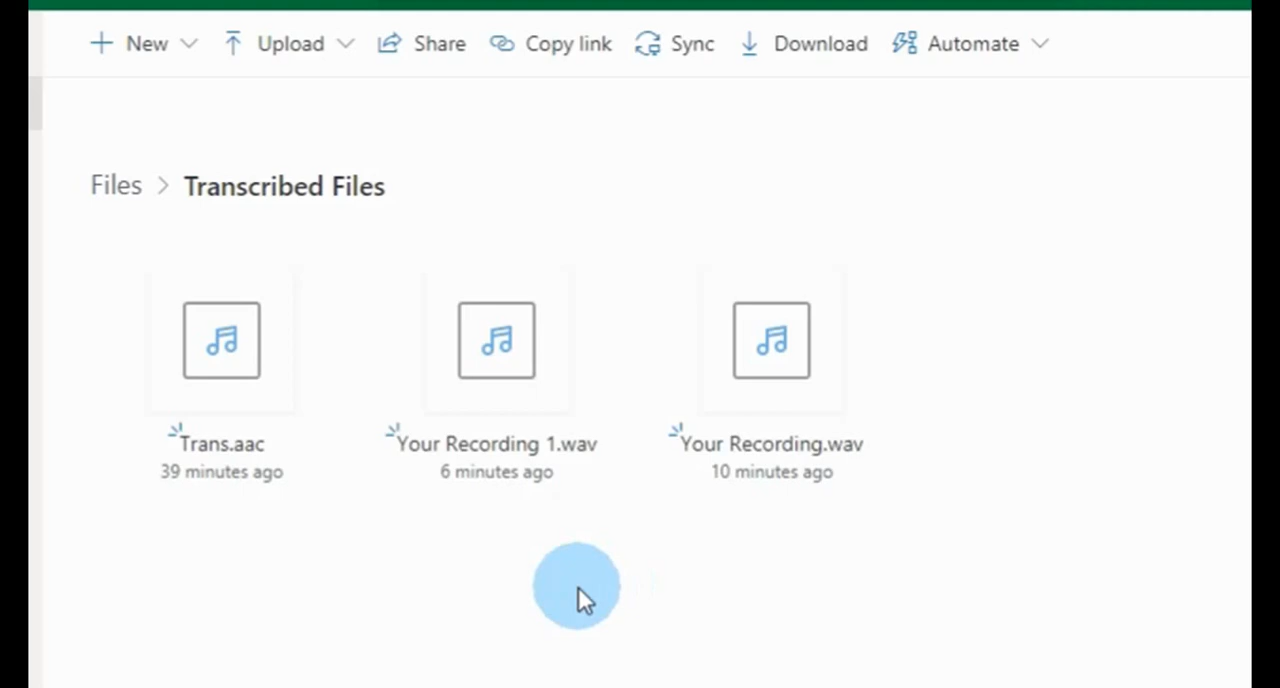 New Upload Share Copy link Sync Download Automate
Files > Transcribed Files
Trans.aac Your Recording 1.wav Your Recording.wav
39 minutes ago 6 minutes ago 10 minutes ago